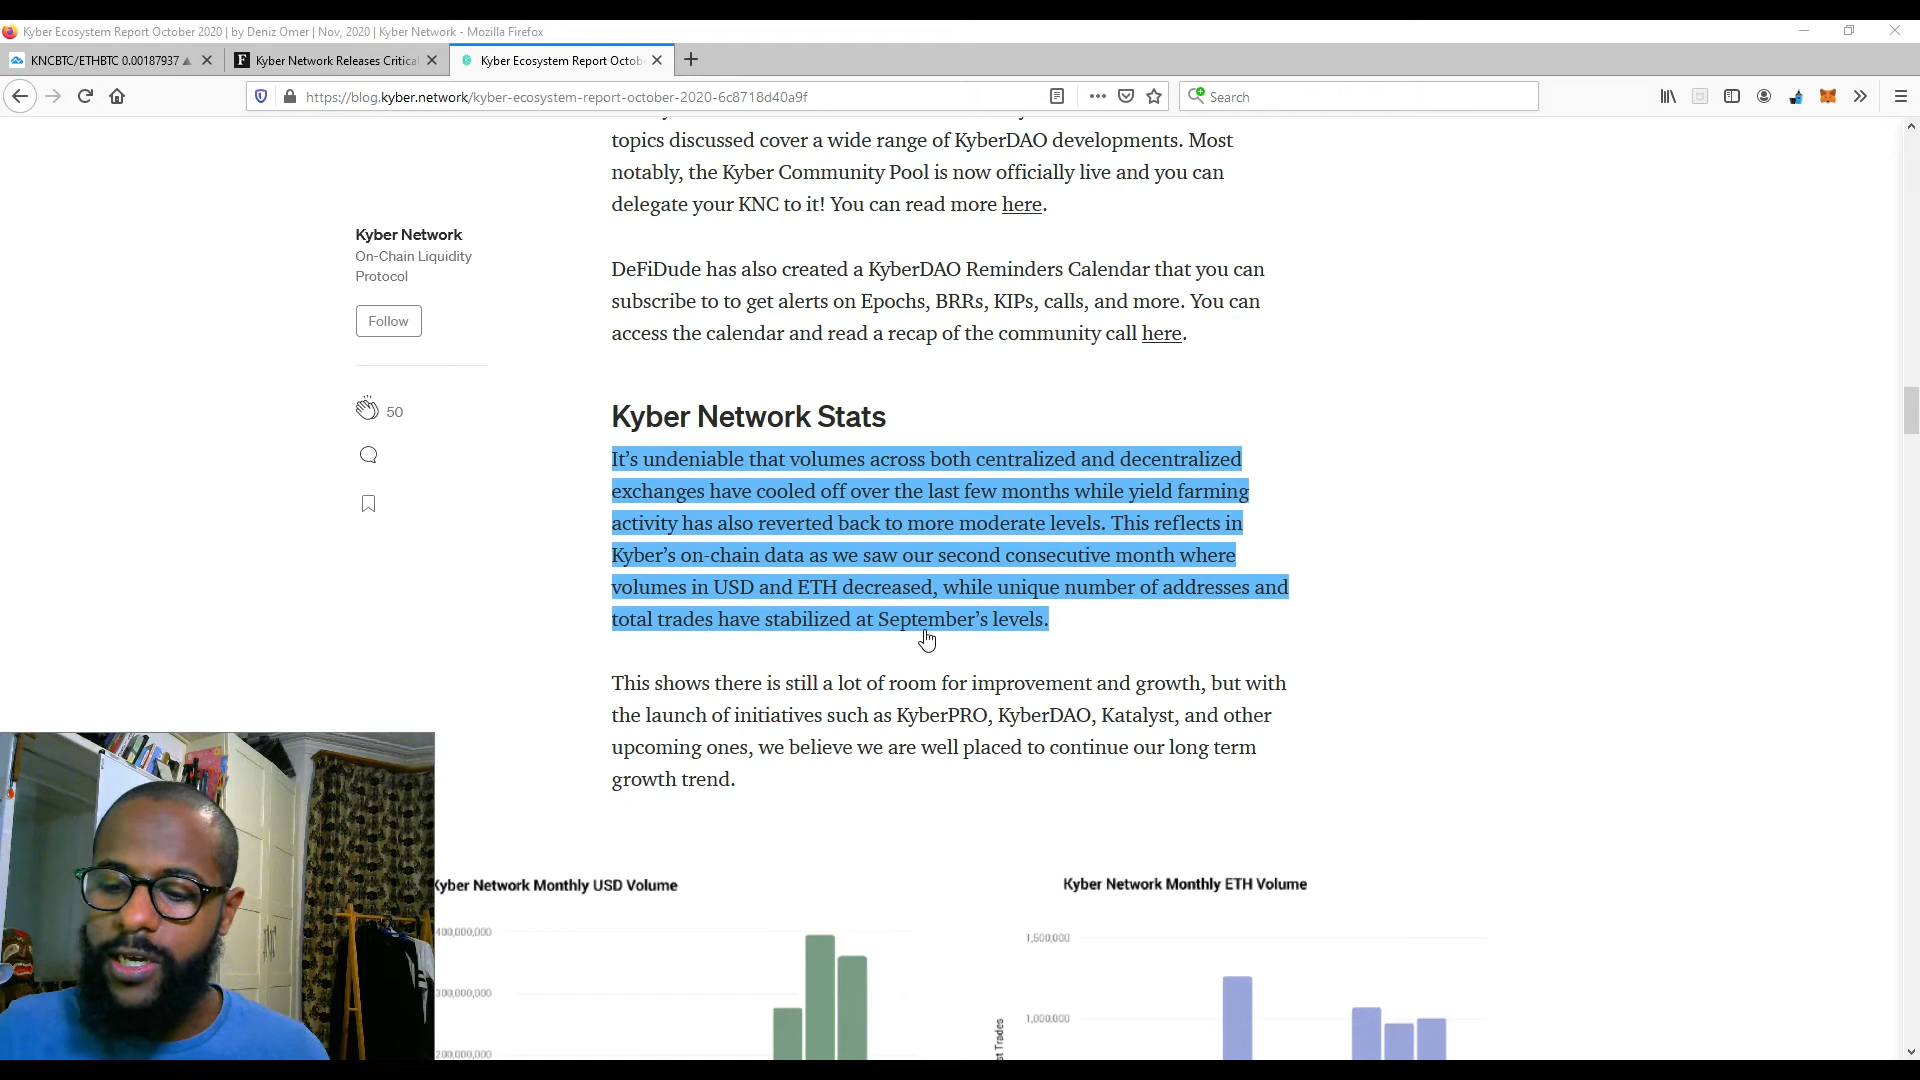 Kyber Ecosystem Report October 2020 | by Deniz Omer | Nov, 2020 | Kyber Network - Mozilla Firefox
KNCBTC/ETHBTC 0.00187937
Kyber Network Releases Critical
Kyber Ecosystem Report Octob
https://blog.kyber.network/kyber-ecosystem-report-october-2020-6c8718d40a9f
Search
topics discussed cover a wide range of KyberDAO developments. Most
notably, the Kyber Community Pool is now officially live and you can
delegate your KNC to it! You can read more here.
Kyber Network
On-Chain Liquidity
Protocol
Follow
50
DeFiDude has also created a KyberDAO Reminders Calendar that you can
subscribe to to get alerts on Epochs, BRRs, KIPs, calls, and more. You can
access the calendar and read a recap of the community call here.
Kyber Network Stats
It’s undeniable that volumes across both centralized and decentralized
exchanges have cooled off over the last few months while yield farming
activity has also reverted back to more moderate levels. This reflects in
Kyber’s on-chain data as we saw our second consecutive month where
volumes in USD and ETH decreased, while unique number of addresses and
total trades have stabilized at September’s levels.
This shows there is still a lot of room for improvement and growth, but with
the launch of initiatives such as KyberPRO, KyberDAO, Katalyst, and other
upcoming ones, we believe we are well placed to continue our long term
growth trend.
Kyber Network Monthly USD Volume
400,000,000
300,000,000
200,000,000
Kyber Network Monthly ETH Volume
1,500,000
1,000,000
Trades